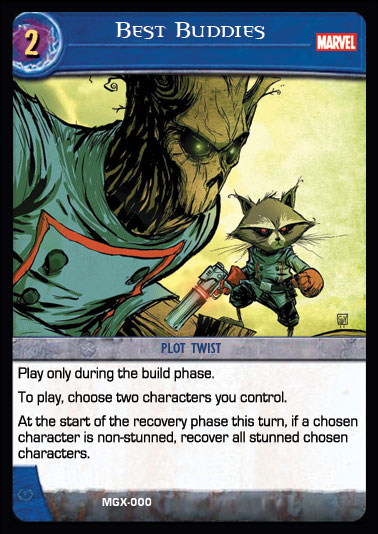 2
Best Buddies
MARVEL
PLOT TWIST
Play only during the build phase.
To play, choose two characters you control.
At the start of the recovery phase this turn, if a chosen
character is non-stunned, recover all stunned chosen
characters.
MGX-000